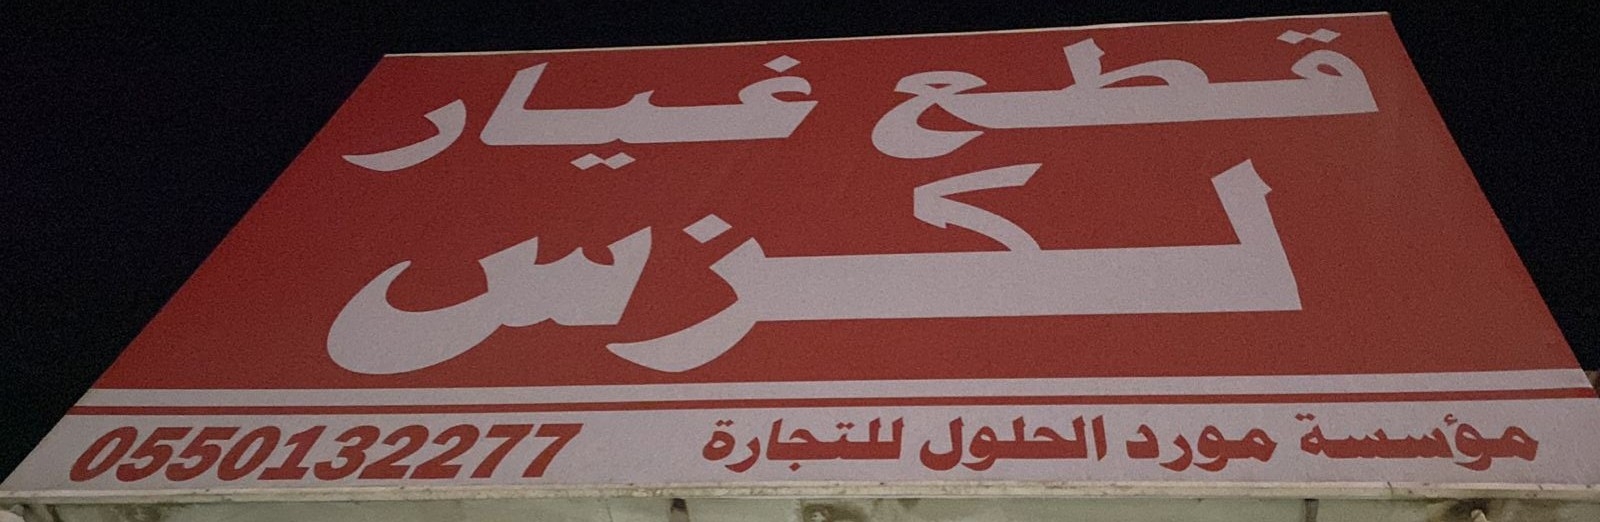 قطع غيار
لكزس
مؤسسة مورد الحلول للتجارة 0550132277